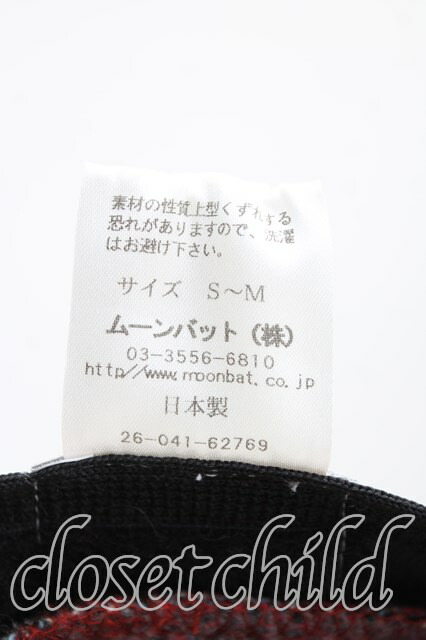 素材の性質上型くずれする
恐れがありますので、洗濯
はお避け下さい。
サイズ S～M
ムーンバット(株)
03-3556-6810
http//www.moonbat.co.jp
日本製
26-041-62769
closet child